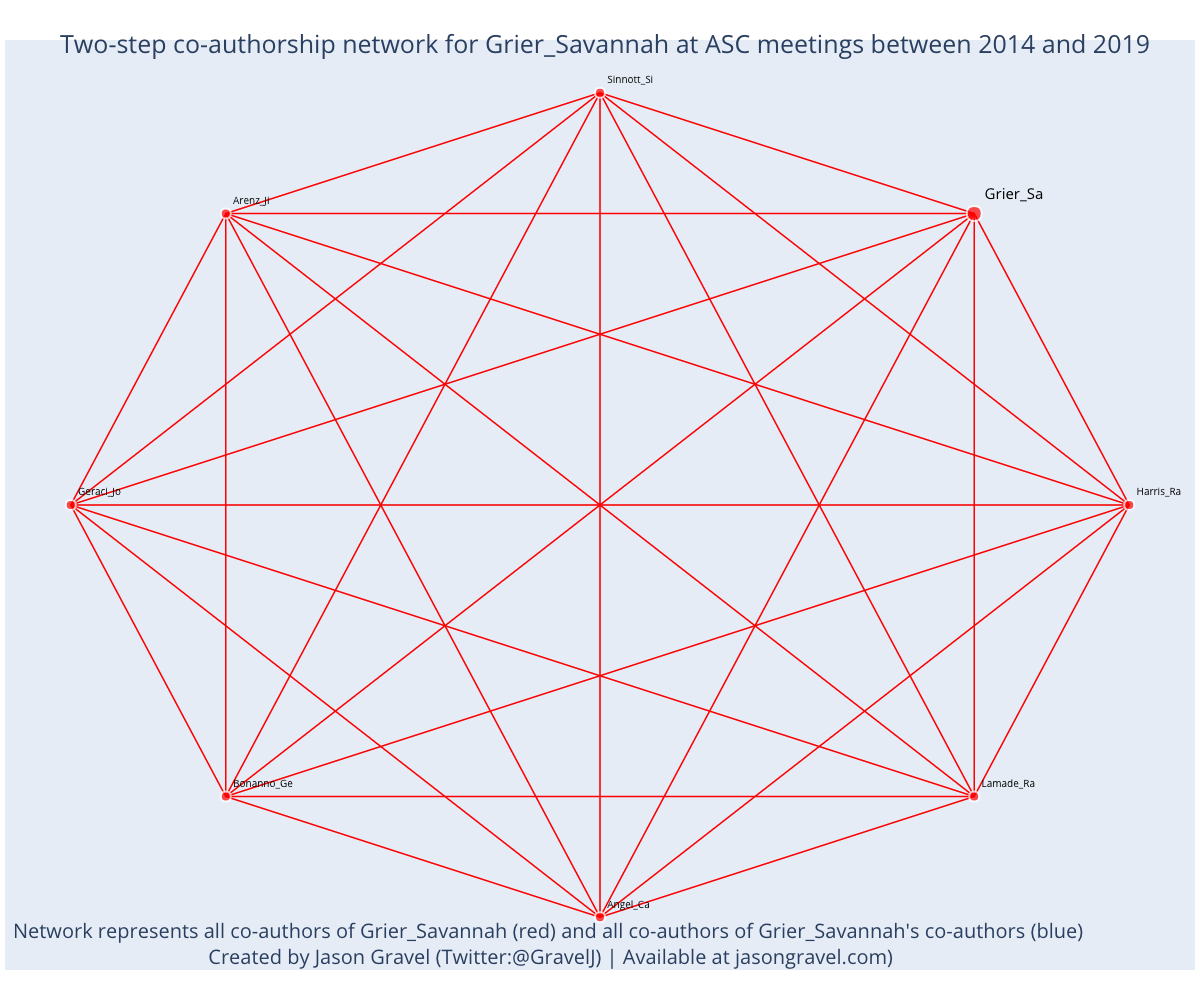 Two-step co-authorship network for Grier_Savannah at ASC meetings between 2014 and 2019
Sinnott_Si
Grier_Sa
Arenz_Ji
Geraci_Jo
Harris_Ra
Bonanno_Ge
Lamade_Ra
Angel_Ca
Network represents all co-authors of Grier_Savannah (red) and all co-authors of Grier_Savannah's co-authors (blue)
Created by Jason Gravel (Twitter:@GravelJ) | Available at jasongravel.com)